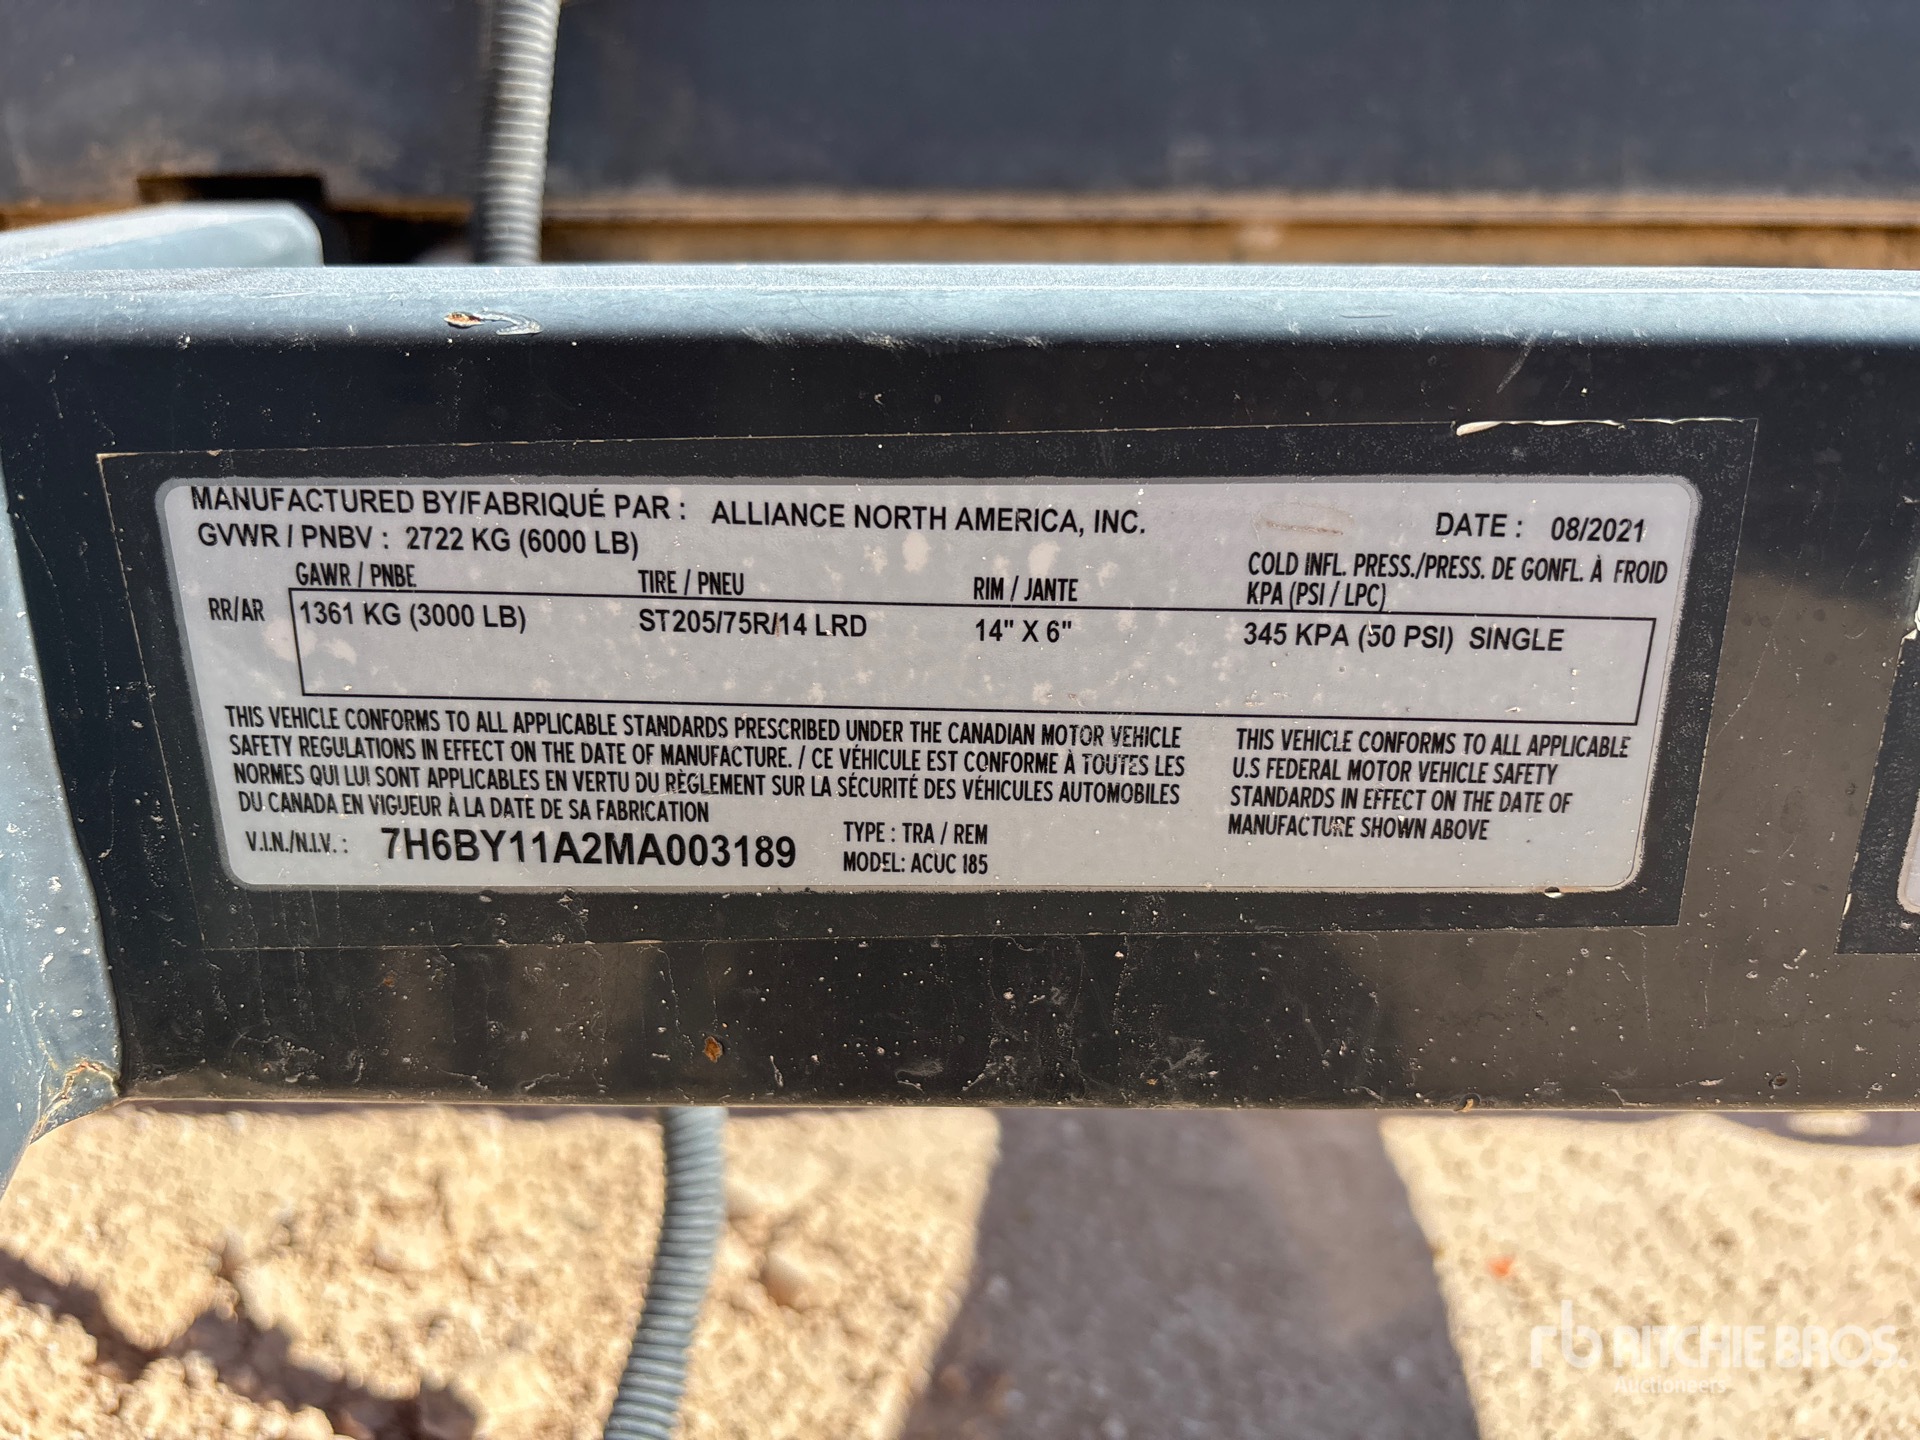 MANUFACTURED BY/FABRIQUÉ PAR : ALLIANCE NORTH AMERICA, INC. DATE : 08/2021
GVWR / PNBV : 2722 KG (6000 LB)
COLD INFL. PRESS./PRESS. DE GONFL. À FROID
GAWR / PNBE TIRE / PNEU RIM / JANTE KPA (PSI / LPC)
RR/AR 1361 KG (3000 LB) ST205/75R/14 LRD 14" X 6" 345 KPA (50 PSI) SINGLE
THIS VEHICLE CONFORMS TO ALL APPLICABLE STANDARDS PRESCRIBED UNDER THE CANADIAN MOTOR VEHICLE
SAFETY REGULATIONS IN EFFECT ON THE DATE OF MANUFACTURE. / CE VÉHICULE EST CONFORME À TOUTES LES
NORMES QUI LUI SONT APPLICABLES EN VERTU DU RÈGLEMENT SUR LA SÉCURITÉ DES VÉHICULES AUTOMOBILES
DU CANADA EN VIGUEUR À LA DATE DE SA FABRICATION
THIS VEHICLE CONFORMS TO ALL APPLICABLE
U.S FEDERAL MOTOR VEHICLE SAFETY
STANDARDS IN EFFECT ON THE DATE OF
MANUFACTURE SHOWN ABOVE
V.I.N./N.I.V. : 7H6BY11A2MA003189
TYPE : TRA / REM
MODEL: ACUC 185
rb RITCHIE BROS.
Auctioneers